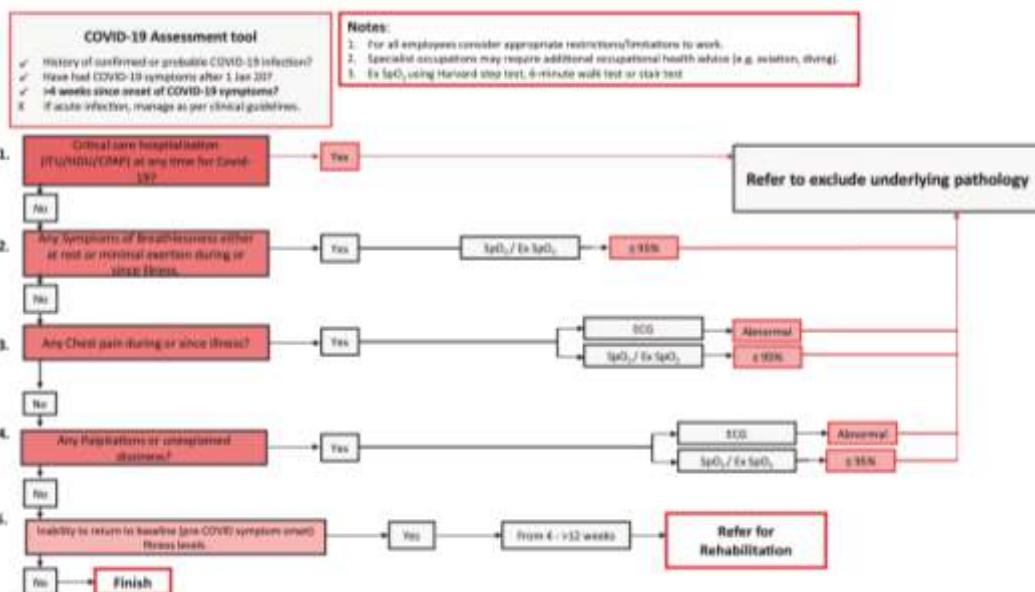 COVID-19 Assessment tool
✓ History of confirmed or probable COVID-19 infection?
✓ Have had COVID-19 symptoms after 1 Jan 20?
✓ >4 weeks since onset of COVID-19 symptoms?
X If acute infection, manage as per clinical guidelines.
Notes:
1. For all employees consider appropriate restrictions/limitations to work.
2. Specialist occupations may require additional occupational health advice (e.g. aviation, diving).
3. Ex SpO₂ using Harvard step test, 6-minute walk test or stair test
1.
Critical care hospitalisation
(ITU/HDU/CPAP) at any time for Covid-
19?
Yes
Refer to exclude underlying pathology
No
2.
Any Symptoms of Breathlessness either
at rest or minimal exertion during or
since illness.
Yes
SpO₂ / Ex SpO₂
≤ 95%
No
3.
Any Chest pain during or since illness?
Yes
ECG
Abnormal
SpO₂ / Ex SpO₂
≤ 95%
No
4.
Any Palpitations or unexplained
dizziness?
Yes
ECG
Abnormal
SpO₂ / Ex SpO₂
≤ 95%
No
5.
Inability to return to baseline (pre-COVID symptom onset)
fitness levels
Yes
From 4 - >12 weeks
Refer for
Rehabilitation
No
Finish